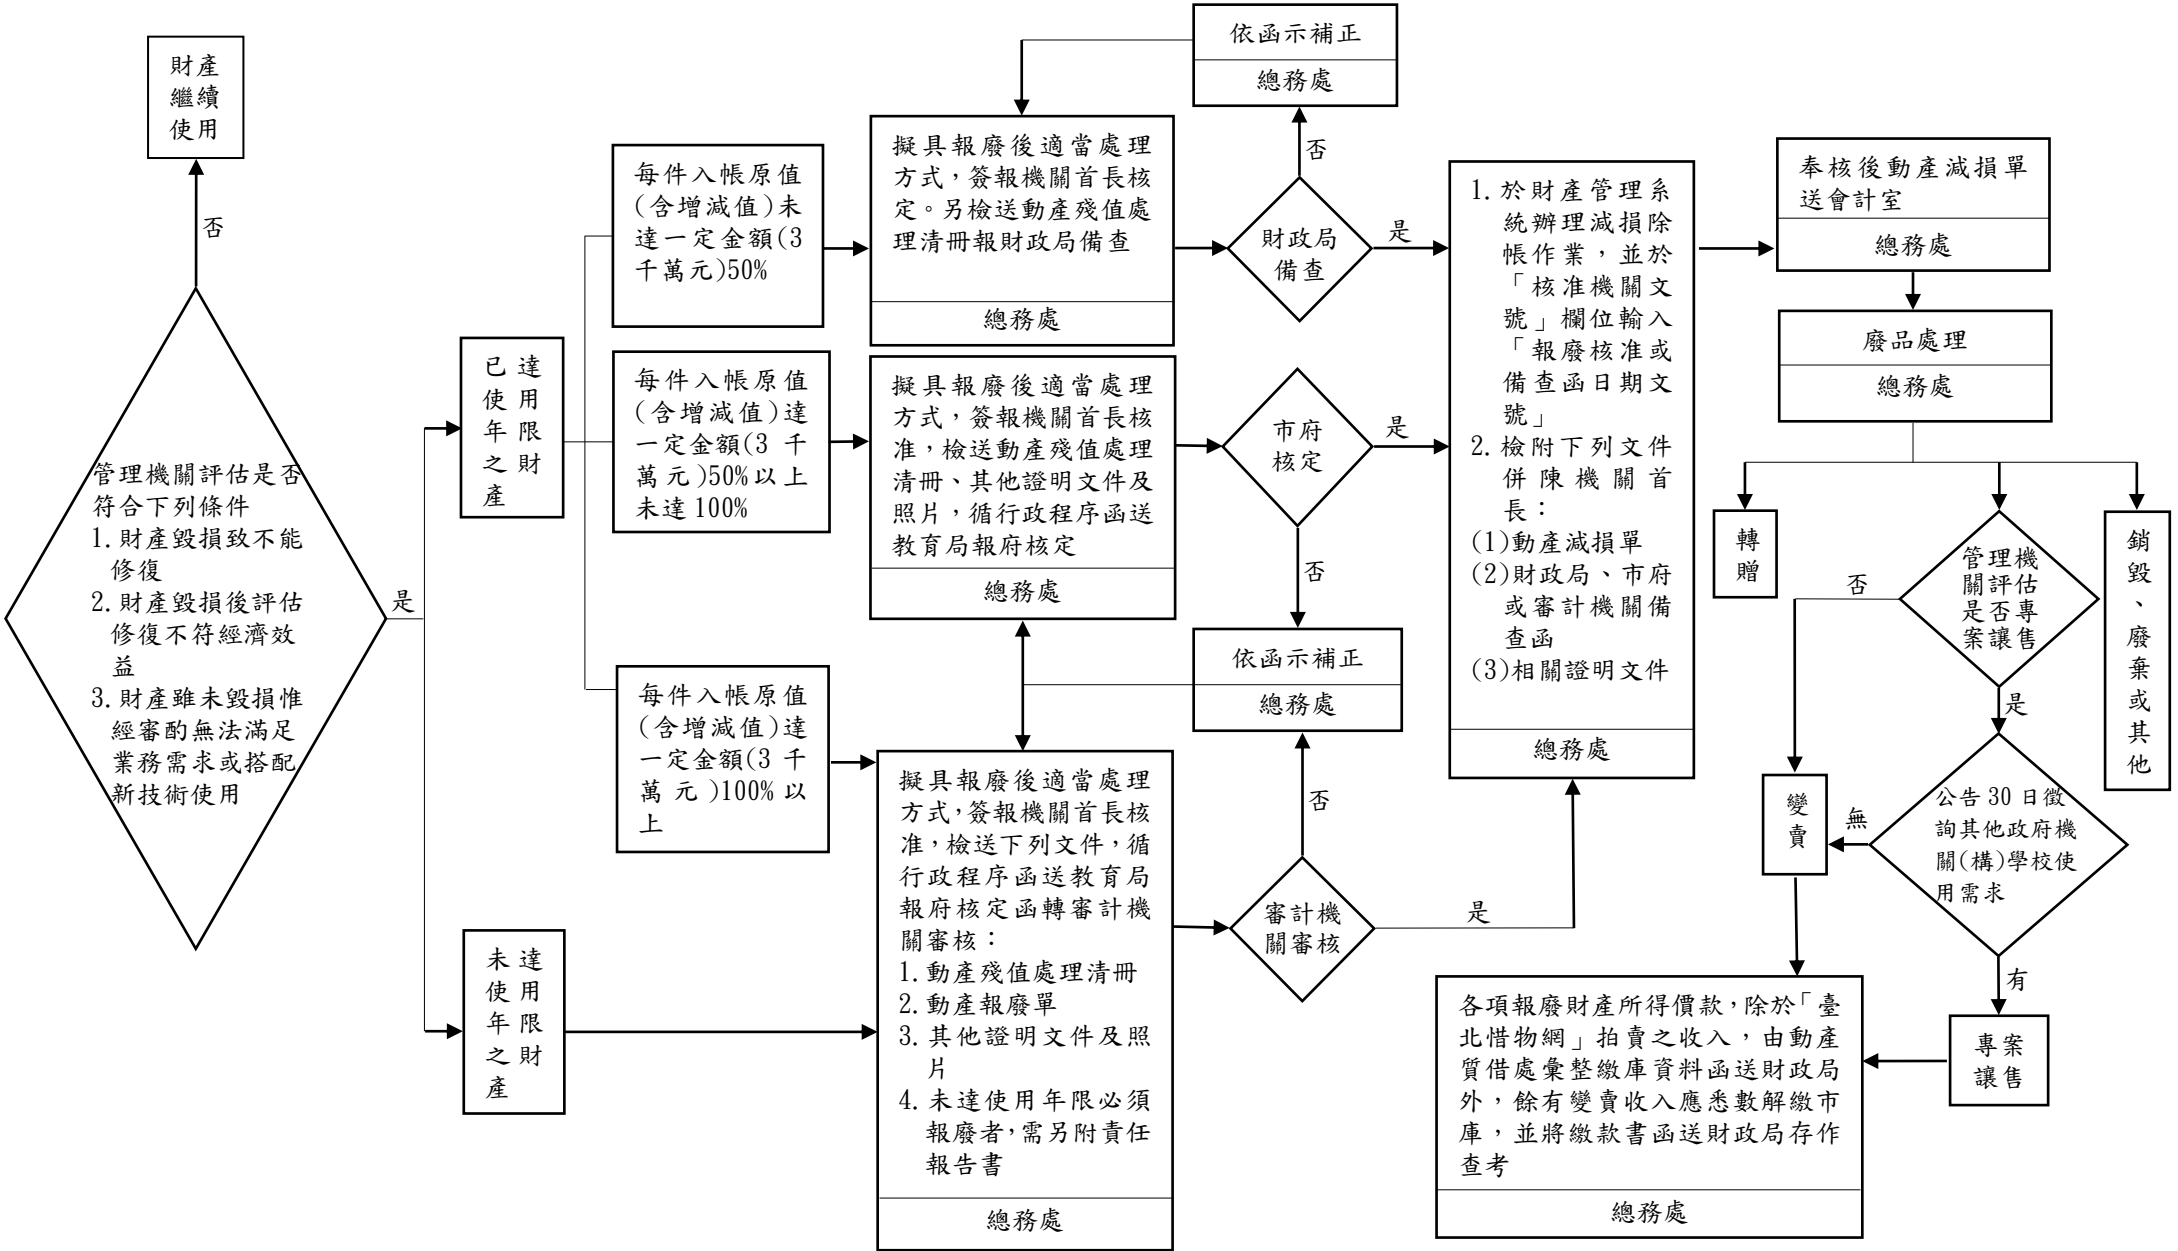 財產
繼續
使用
否
管理機關評估是否
符合下列條件
1.財產毀損致不能
修復
2.財產毀損後評估
修復不符經濟效
益
3.財產雖未毀損惟
經審酌無法滿足
業務需求或搭配
新技術使用
是
已達
使用
年限
之財
產
未達
使用
年限
之財
產
每件入帳原值
(含增減值)未
達一定金額(3
千萬元)50%
每件入帳原值
(含增減值)達
一定金額(3 千
萬元)50%以上
未達100%
每件入帳原值
(含增減值)達
一定金額(3 千
萬元)100%以
上
擬具報廢後適當處理
方式,簽報機關首長核
定。另檢送動產殘值處
理清冊報財政局備查
總務處
擬具報廢後適當處理
方式,簽報機關首長核
准,檢送動產殘值處理
清冊、其他證明文件及
照片,循行政程序函送
教育局報府核定
總務處
擬具報廢後適當處理
方式,簽報機關首長核
准,檢送下列文件,循
行政程序函送教育局
報府核定函轉審計機
關審核:
1.動產殘值處理清冊
2.動產報廢單
3.其他證明文件及照
片
4.未達使用年限必須
報廢者,需另附責任
報告書
總務處
依函示補正
總務處
否
財政局
備查
是
市府
核定
是
否
依函示補正
總務處
否
審計機
關審核
是
1.於財產管理系
統辦理減損除
帳作業,並於
「核准機關文
號」欄位輸入
「報廢核准或
備查函日期文
號」
2.檢附下列文件
併陳機關首
長:
(1)動產減損單
(2)財政局、市府
或審計機關備
查函
(3)相關證明文件
總務處
奉核後動產減損單
送會計室
總務處
廢品處理
總務處
轉
贈
管理機
關評估
是否專
案讓售
否
是
銷
毀
、
廢
棄
或
其
他
變
賣
無
公告30日徵
詢其他政府機
關(構)學校使
用需求
有
專案
讓售
各項報廢財產所得價款,除於「臺
北惜物網」拍賣之收入,由動產
質借處彙整繳庫資料函送財政局
外,餘有變賣收入應悉數解繳市
庫,並將繳款書函送財政局存作
查考
總務處